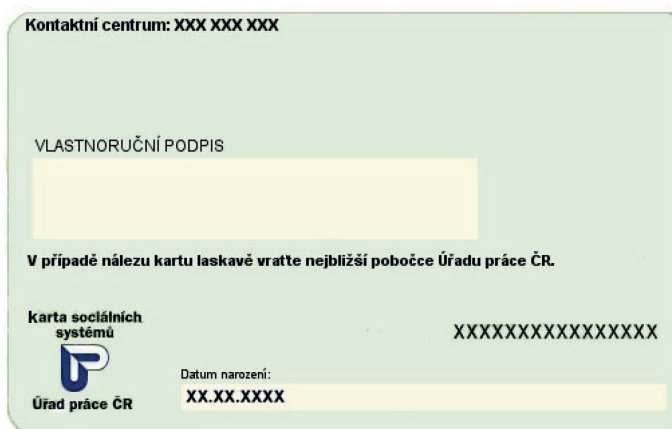 Kontaktní centrum: XXX XXX XXX
VLASTNORUČNÍ PODPIS
V případě nálezu kartu laskavě vraťte nejbližší pobočce Úřadu práce ČR.
Karta sociálních
systémů
Úřad práce ČR
XXXXXXXXXXXXXXXX
Datum narození:
XX.XX.XXXX